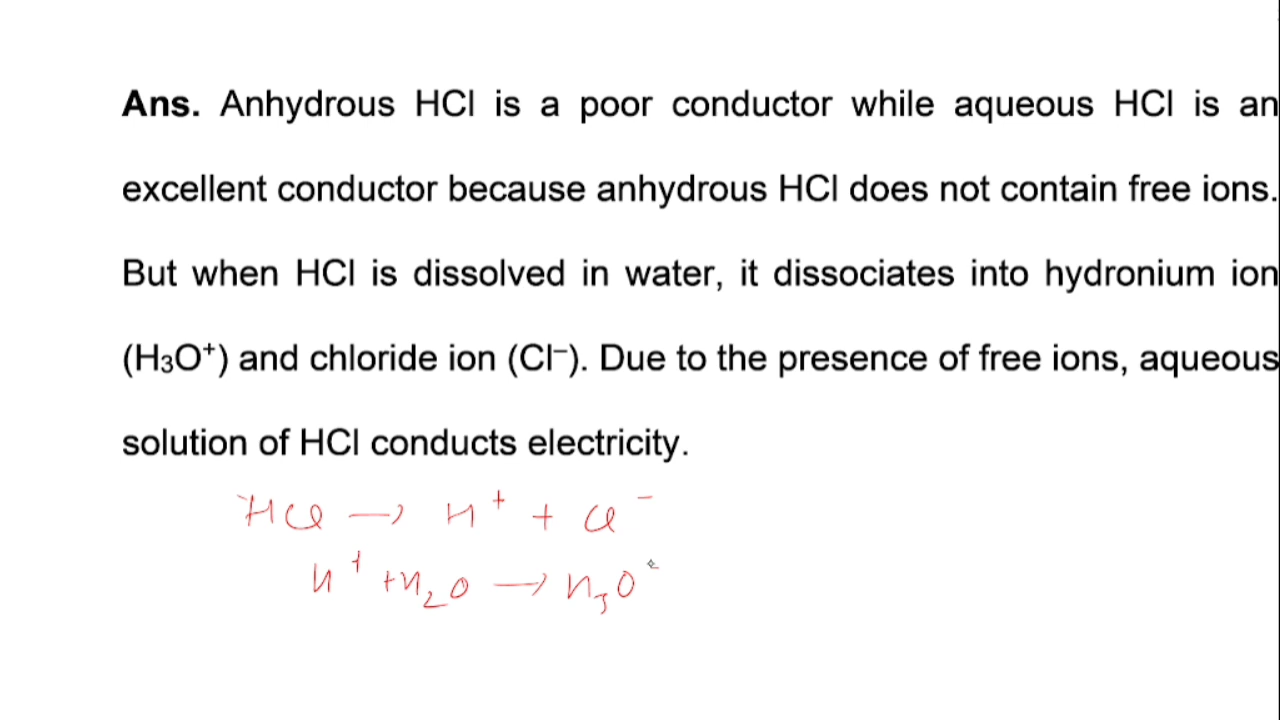 Ans. Anhydrous HCl is a poor conductor while aqueous HCl is an
excellent conductor because anhydrous HCl does not contain free ions.
But when HCl is dissolved in water, it dissociates into hydronium ion
(H₃O⁺) and chloride ion (Cl⁻). Due to the presence of free ions, aqueous
solution of HCl conducts electricity.
HCl → H⁺ + Cl⁻
H⁺ + H₂O → H₃O